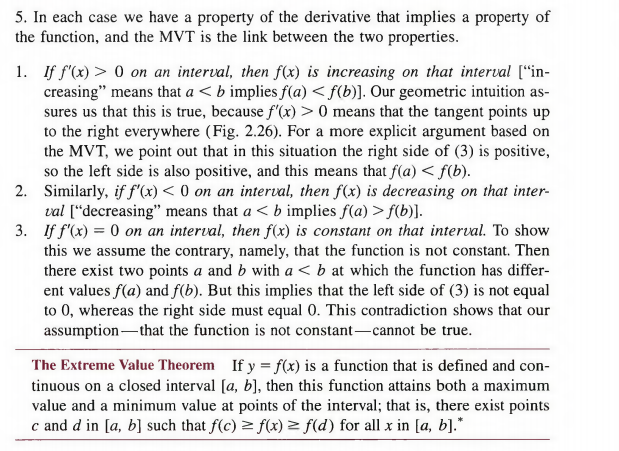 5. In each case we have a property of the derivative that implies a property of
the function, and the MVT is the link between the two properties.
1. If f′(x) > 0 on an interval, then f(x) is increasing on that interval ["in-
creasing" means that a < b implies f(a) < f(b)]. Our geometric intuition as-
sures us that this is true, because f′(x) > 0 means that the tangent points up
to the right everywhere (Fig. 2.26). For a more explicit argument based on
the MVT, we point out that in this situation the right side of (3) is positive,
so the left side is also positive, and this means that f(a) < f(b).
2. Similarly, if f′(x) < 0 on an interval, then f(x) is decreasing on that inter-
val ["decreasing" means that a < b implies f(a) > f(b)].
3. If f′(x) = 0 on an interval, then f(x) is constant on that interval. To show
this we assume the contrary, namely, that the function is not constant. Then
there exist two points a and b with a < b at which the function has differ-
ent values f(a) and f(b). But this implies that the left side of (3) is not equal
to 0, whereas the right side must equal 0. This contradiction shows that our
assumption—that the function is not constant—cannot be true.
The Extreme Value Theorem If y = f(x) is a function that is defined and con-
tinuous on a closed interval [a, b], then this function attains both a maximum
value and a minimum value at points of the interval; that is, there exist points
c and d in [a, b] such that f(c) ≥ f(x) ≥ f(d) for all x in [a, b].*